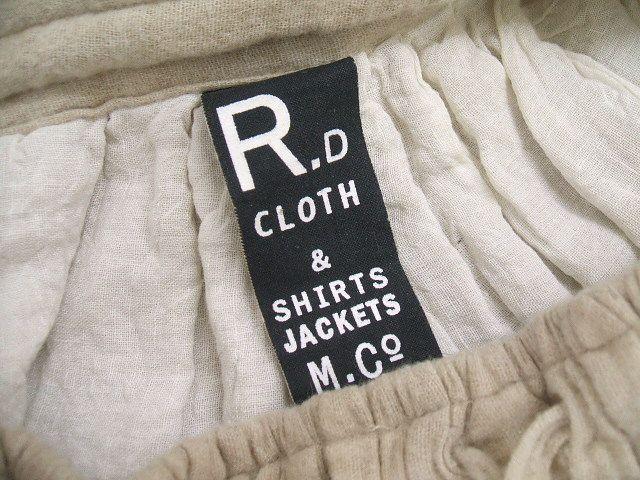 R.D
CLOTH
&
SHIRTS
JACKETS
M.Cº